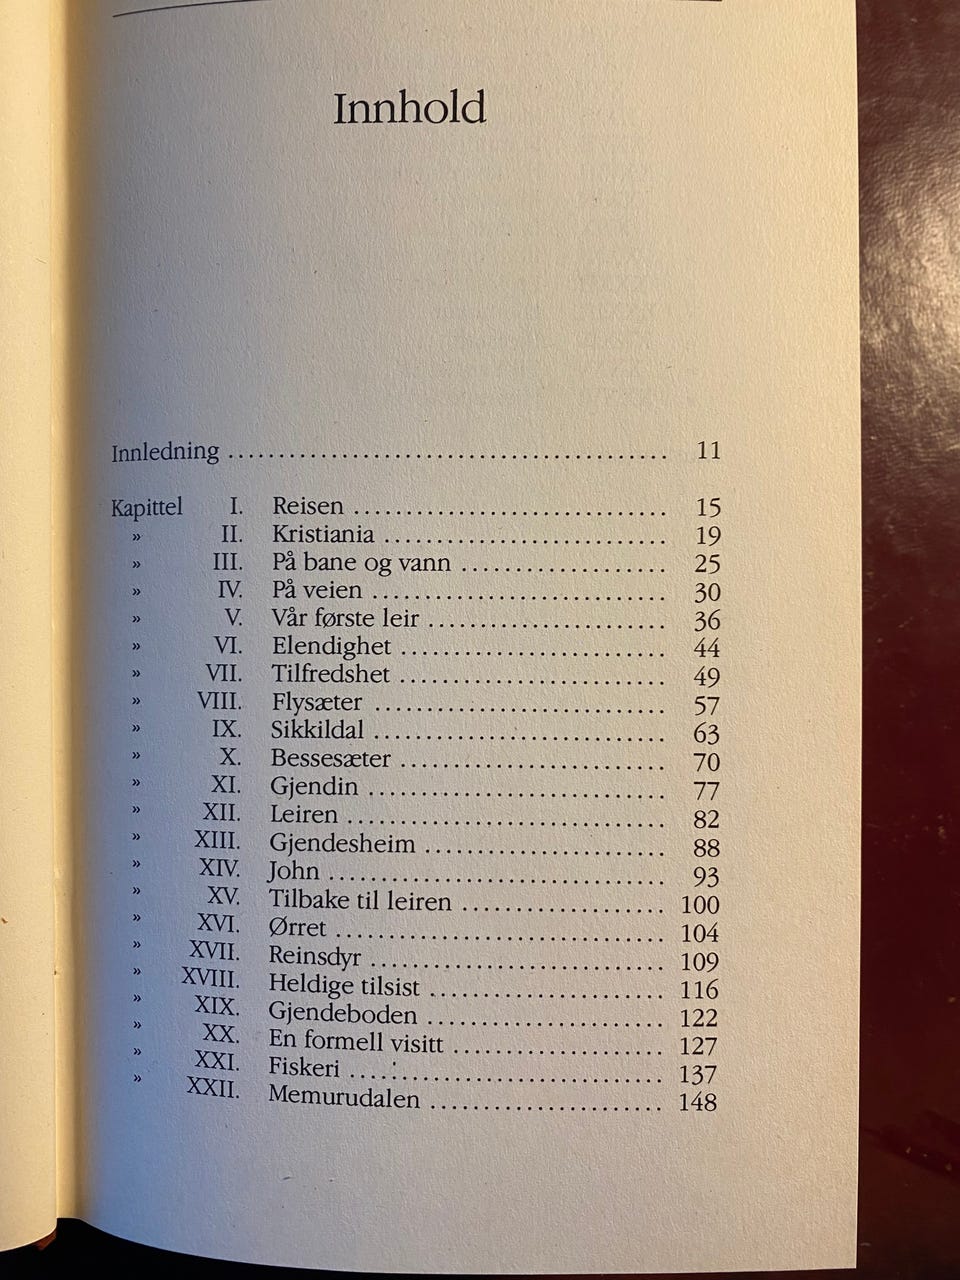 Innhold
Innledning ........................................... 11
Kapittel I. Reisen ............................... 15
» II. Kristiania ............................ 19
» III. På bane og vann .................... 25
» IV. På veien ............................. 30
» V. Vår første leir ....................... 36
» VI. Elendighet .......................... 44
» VII. Tilfredshet .......................... 49
» VIII. Flysæter ............................. 57
» IX. Sikkildal ............................. 63
» X. Bessesæter .......................... 70
» XI. Gjendin ............................. 77
» XII. Leiren ............................... 82
» XIII. Gjendesheim ........................ 88
» XIV. John ................................. 93
» XV. Tilbake til leiren .................... 100
» XVI. Ørret ................................ 104
» XVII. Reinsdyr ............................. 109
» XVIII. Heldige tilsist ....................... 116
» XIX. Gjendeboden ....................... 122
» XX. En formell visitt ..................... 127
» XXI. Fiskeri ............................... 137
» XXII. Memurudalen ....................... 148